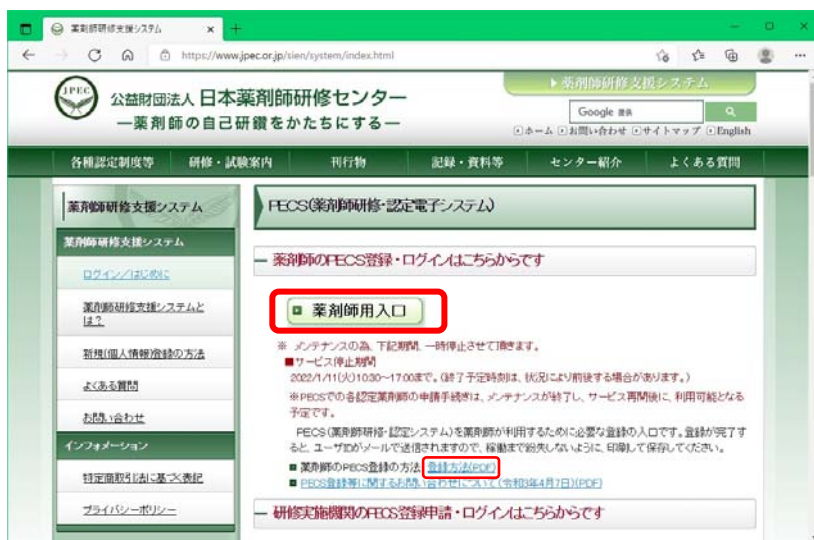 薬剤師研修支援システム
https://www.jpec.or.jp/sien/system/index.html
JPEC
公益財団法人 日本薬剤師研修センター
―薬剤師の自己研鑽をかたちにする―
薬剤師研修支援システム
Google 提供
ホーム お問い合わせ サイトマップ English
各種認定制度等 研修・試験案内 刊行物 記録・資料等 センター紹介 よくある質問
薬剤師研修支援システム
薬剤師研修支援システム
ログイン/はじめに
薬剤師研修支援システムと
は?
新規(個人情報)登録の方法
よくある質問
お問い合わせ
インフォメーション
特定商取引法に基づく表記
プライバシーポリシー
PECS(薬剤師研修・認定電子システム)
薬剤師のPECS登録・ログインはこちらからです
薬剤師用入口
※ メンテナンスの為、下記期間、一時停止させて頂きます。
■サービス停止期間
2022/1/11(火)10:30~17:00まで。(終了予定時刻は、状況により前後する場合があります。)
※PECSでの各認定薬剤師の申請手続きは、メンテナンスが終了し、サービス再開後に、利用可能となる
予定です。
PECS(薬剤師研修・認定システム)を薬剤師が利用するために必要な登録の入口です。登録が完了す
ると、ユーザIDがメールで送信されますので、稼働まで紛失しないように、印刷して保存してください。
■ 薬剤師のPECS登録の方法 登録方法(PDF)
■ PECS登録等に関するお問い合わせについて(令和3年4月7日)(PDF)
研修実施機関のPECS登録申請・ログインはこちらからです